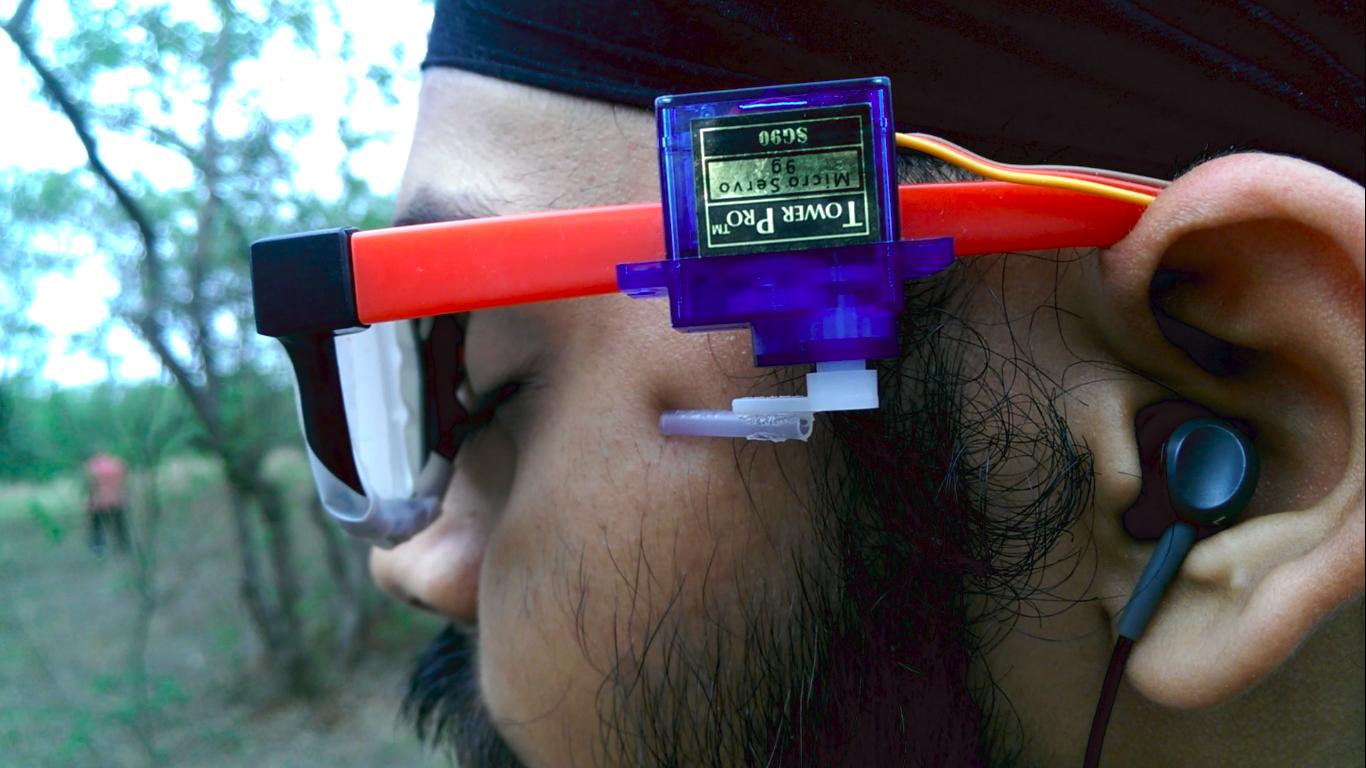 TOWER PRO™
Micro Servo
9g
SG90
L